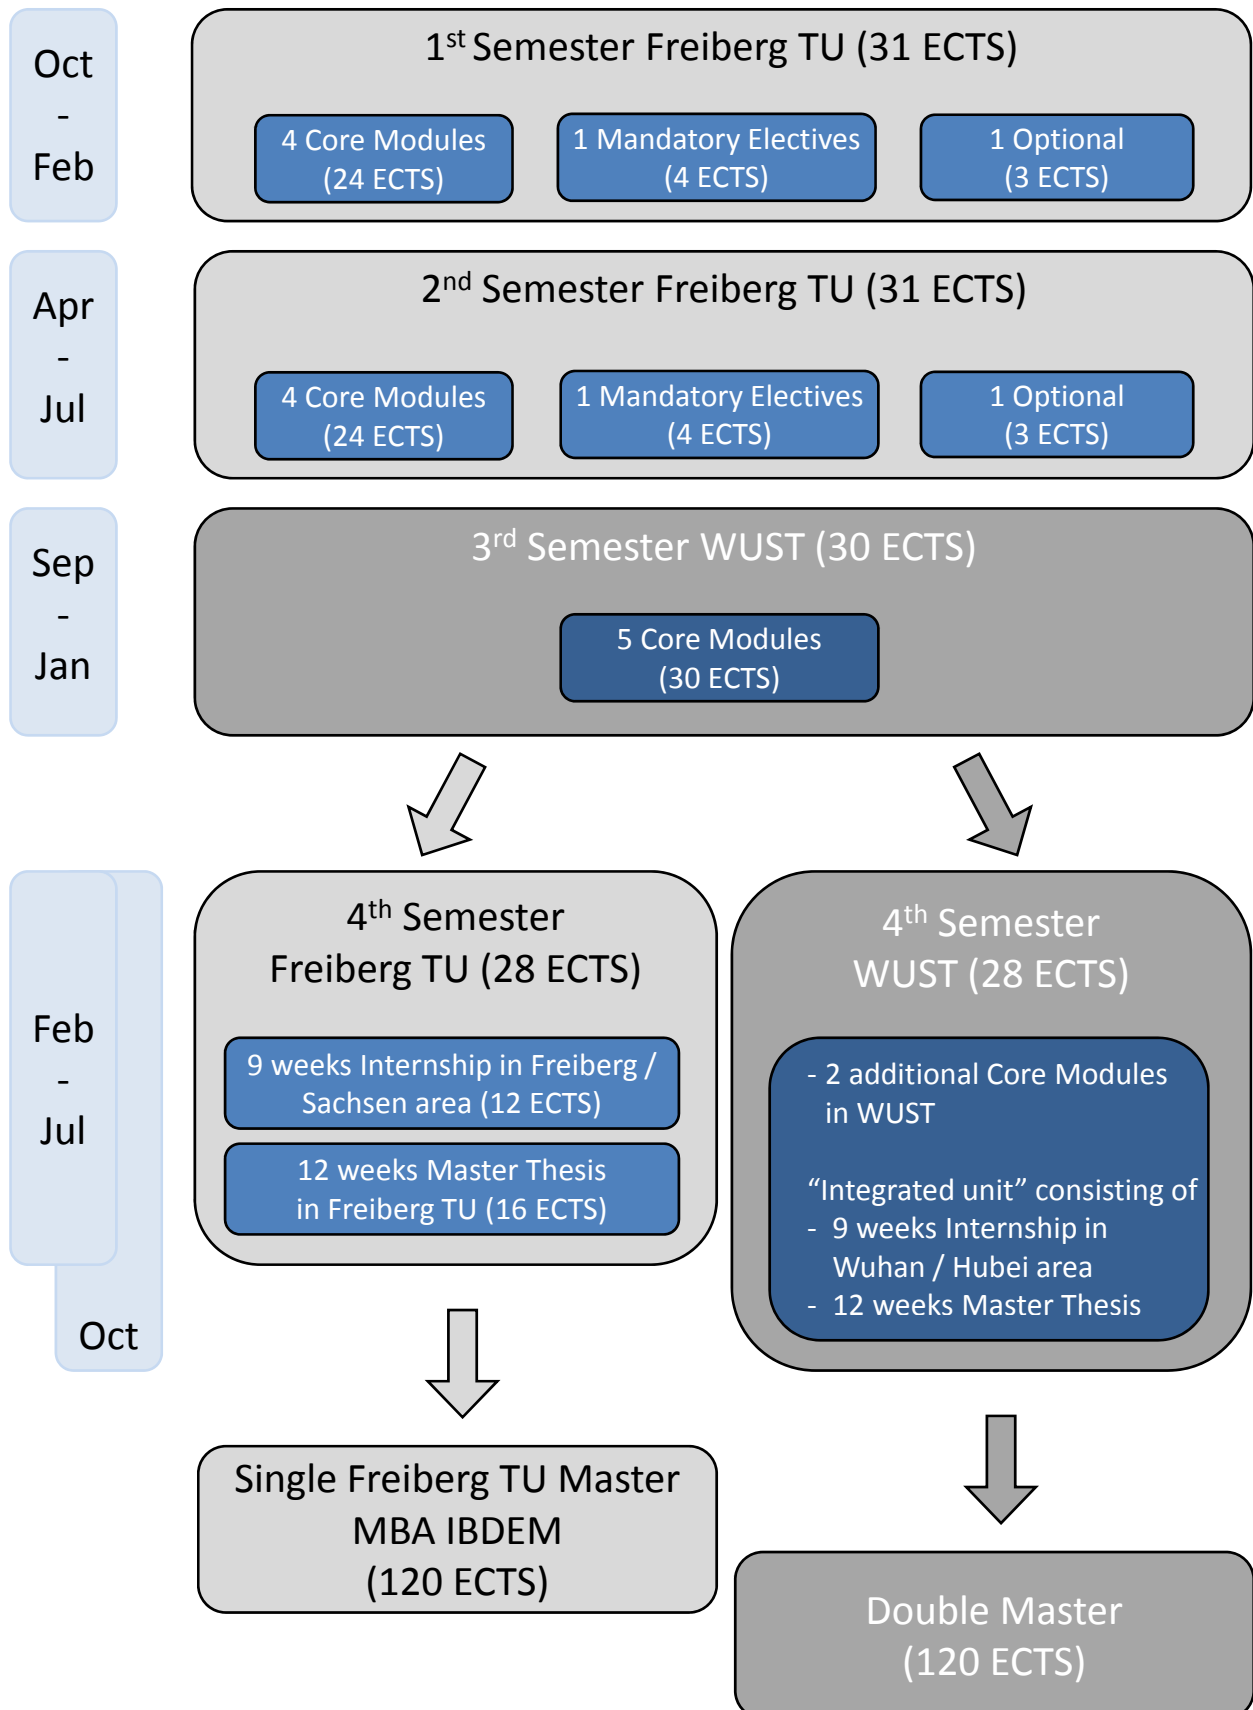 Oct
-
Feb
1st Semester Freiberg TU (31 ECTS)
4 Core Modules
(24 ECTS)
1 Mandatory Electives
(4 ECTS)
1 Optional
(3 ECTS)
Apr
-
Jul
2nd Semester Freiberg TU (31 ECTS)
4 Core Modules
(24 ECTS)
1 Mandatory Electives
(4 ECTS)
1 Optional
(3 ECTS)
Sep
-
Jan
3rd Semester WUST (30 ECTS)
5 Core Modules
(30 ECTS)
Feb
-
Jul
Oct
4th Semester
Freiberg TU (28 ECTS)
9 weeks Internship in Freiberg /
Sachsen area (12 ECTS)
12 weeks Master Thesis
in Freiberg TU (16 ECTS)
4th Semester
WUST (28 ECTS)
- 2 additional Core Modules
in WUST
“Integrated unit” consisting of
- 9 weeks Internship in
Wuhan / Hubei area
- 12 weeks Master Thesis
Single Freiberg TU Master
MBA IBDEM
(120 ECTS)
Double Master
(120 ECTS)